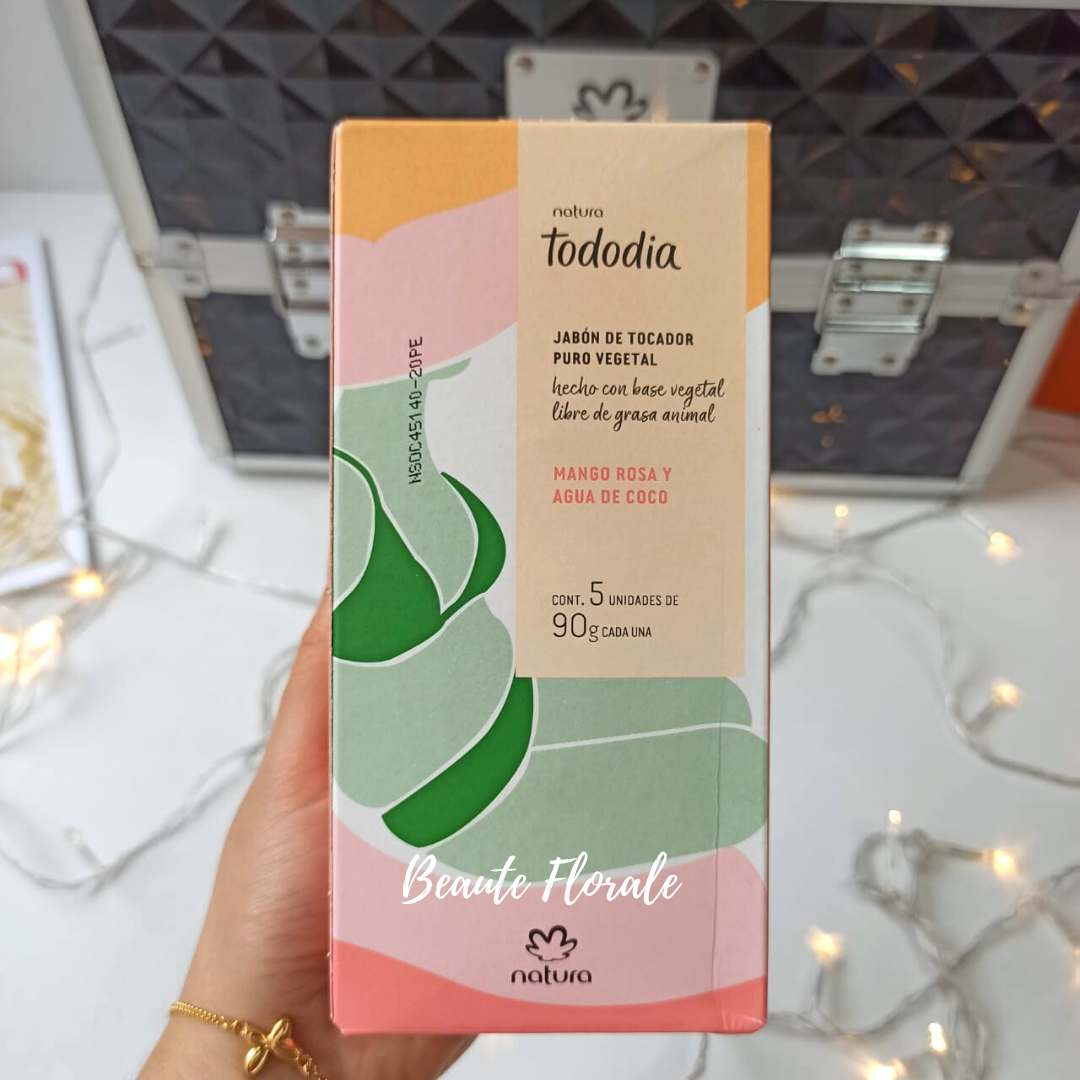 natura
tododia
JABÓN DE TOCADOR
PURO VEGETAL
hecho con base vegetal
libre de grasa animal
MANGO ROSA Y
AGUA DE COCO
CONT. 5 UNIDADES DE
90g CADA UNA
NSOC45140-20PE
Beaute Florale
natura